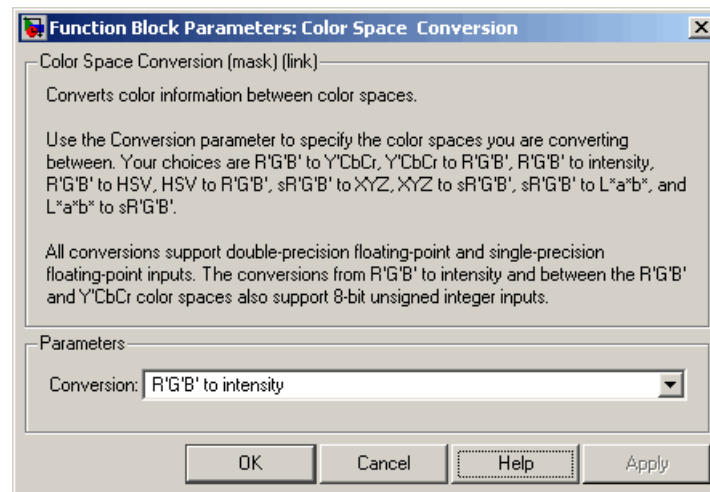 Function Block Parameters: Color Space  Conversion
Color Space Conversion (mask) (link)
Converts color information between color spaces.
Use the Conversion parameter to specify the color spaces you are converting
between. Your choices are R'G'B' to Y'CbCr, Y'CbCr to R'G'B', R'G'B' to intensity,
R'G'B' to HSV, HSV to R'G'B', sR'G'B' to XYZ, XYZ to sR'G'B', sR'G'B' to L*a*b*, and
L*a*b* to sR'G'B'.
All conversions support double-precision floating-point and single-precision
floating-point inputs. The conversions from R'G'B' to intensity and between the R'G'B'
and Y'CbCr color spaces also support 8-bit unsigned integer inputs.
Parameters
Conversion: R'G'B' to intensity
OK Cancel Help Apply